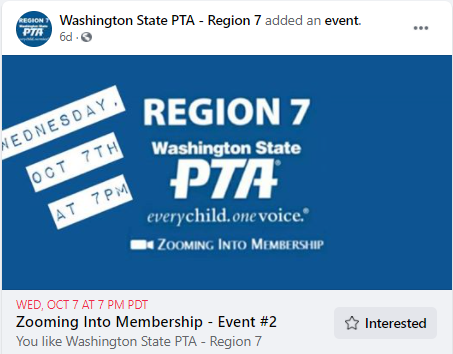 Washington State PTA - Region 7 added an event.
6d ·
REGION 7
Washington State
PTA
WEDNESDAY,
OCT 7TH
AT 7PM
REGION 7
Washington State
PTA®
everychild.onevoice.®
ZOOMING INTO MEMBERSHIP
WED, OCT 7 AT 7 PM PDT
Zooming Into Membership - Event #2
Interested
You like Washington State PTA - Region 7